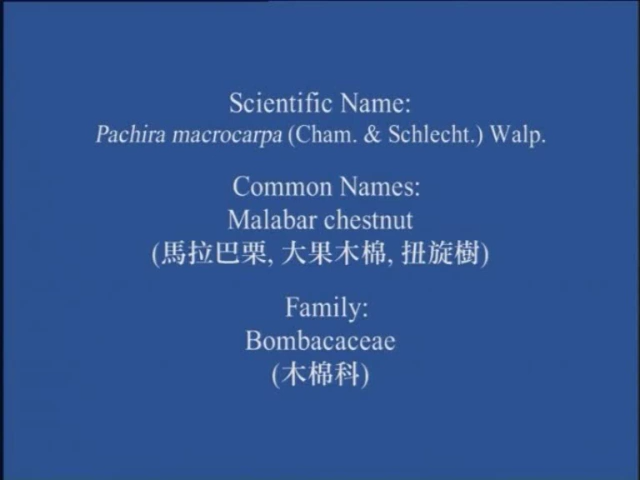 Scientific Name:
Pachira macrocarpa (Cham. & Schlecht.) Walp.
Common Names:
Malabar chestnut
(馬拉巴栗, 大果木棉, 扭旋樹)
Family:
Bombacaceae
(木棉科)